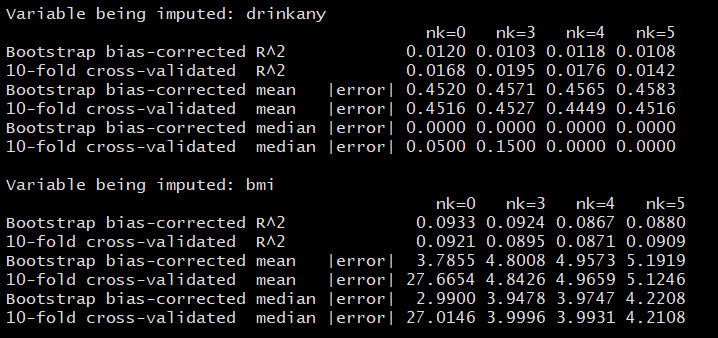 Variable being imputed: drinkany
nk=0 nk=3 nk=4 nk=5
Bootstrap bias-corrected R^2 0.0120 0.0103 0.0118 0.0108
10-fold cross-validated R^2 0.0168 0.0195 0.0176 0.0142
Bootstrap bias-corrected mean |error| 0.4520 0.4571 0.4565 0.4583
10-fold cross-validated mean |error| 0.4516 0.4527 0.4449 0.4516
Bootstrap bias-corrected median |error| 0.0000 0.0000 0.0000 0.0000
10-fold cross-validated median |error| 0.0500 0.1500 0.0000 0.0000
Variable being imputed: bmi
nk=0 nk=3 nk=4 nk=5
Bootstrap bias-corrected R^2 0.0933 0.0924 0.0867 0.0880
10-fold cross-validated R^2 0.0921 0.0895 0.0871 0.0909
Bootstrap bias-corrected mean |error| 3.7855 4.8008 4.9573 5.1919
10-fold cross-validated mean |error| 27.6654 4.8426 4.9659 5.1246
Bootstrap bias-corrected median |error| 2.9900 3.9478 3.9747 4.2208
10-fold cross-validated median |error| 27.0146 3.9996 3.9931 4.2108